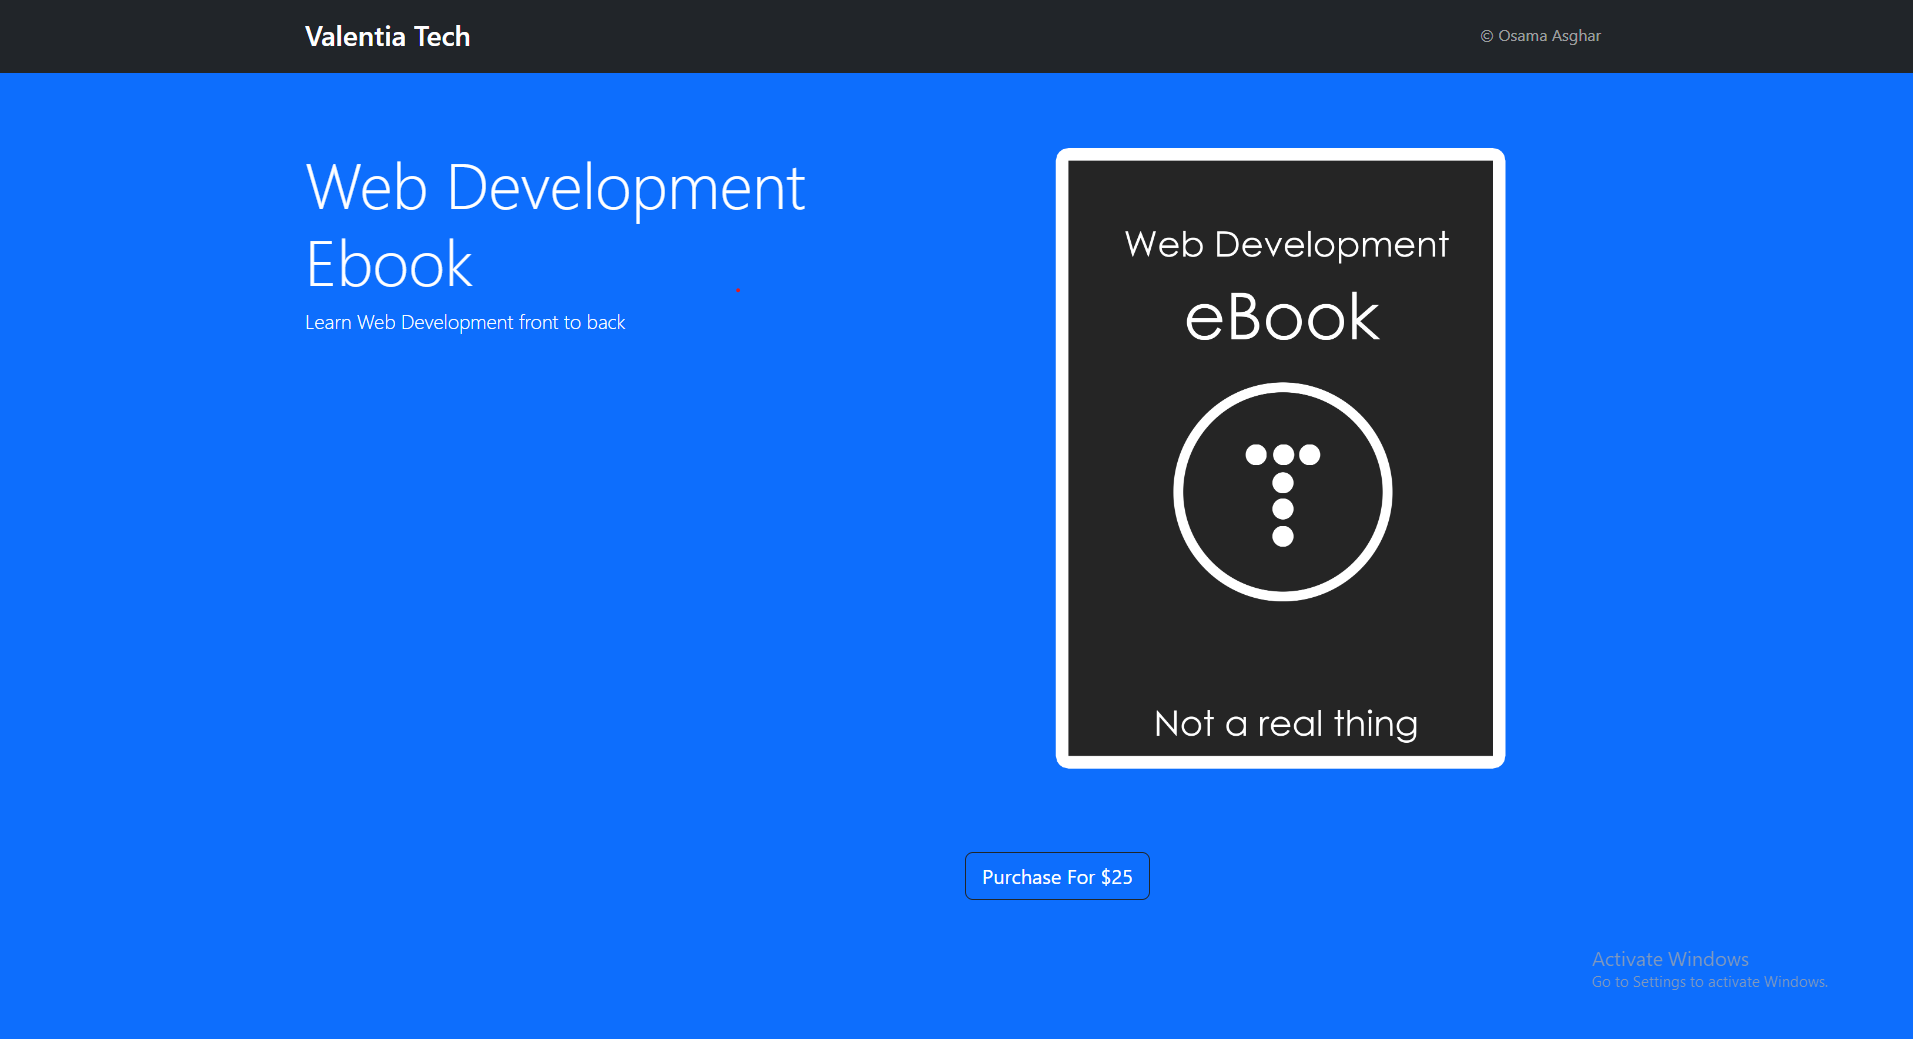 Valentia Tech
© Osama Asghar
Web Development
Ebook
Learn Web Development front to back
Web Development
eBook
T
Not a real thing
Purchase For $25
Activate Windows
Go to Settings to activate Windows.